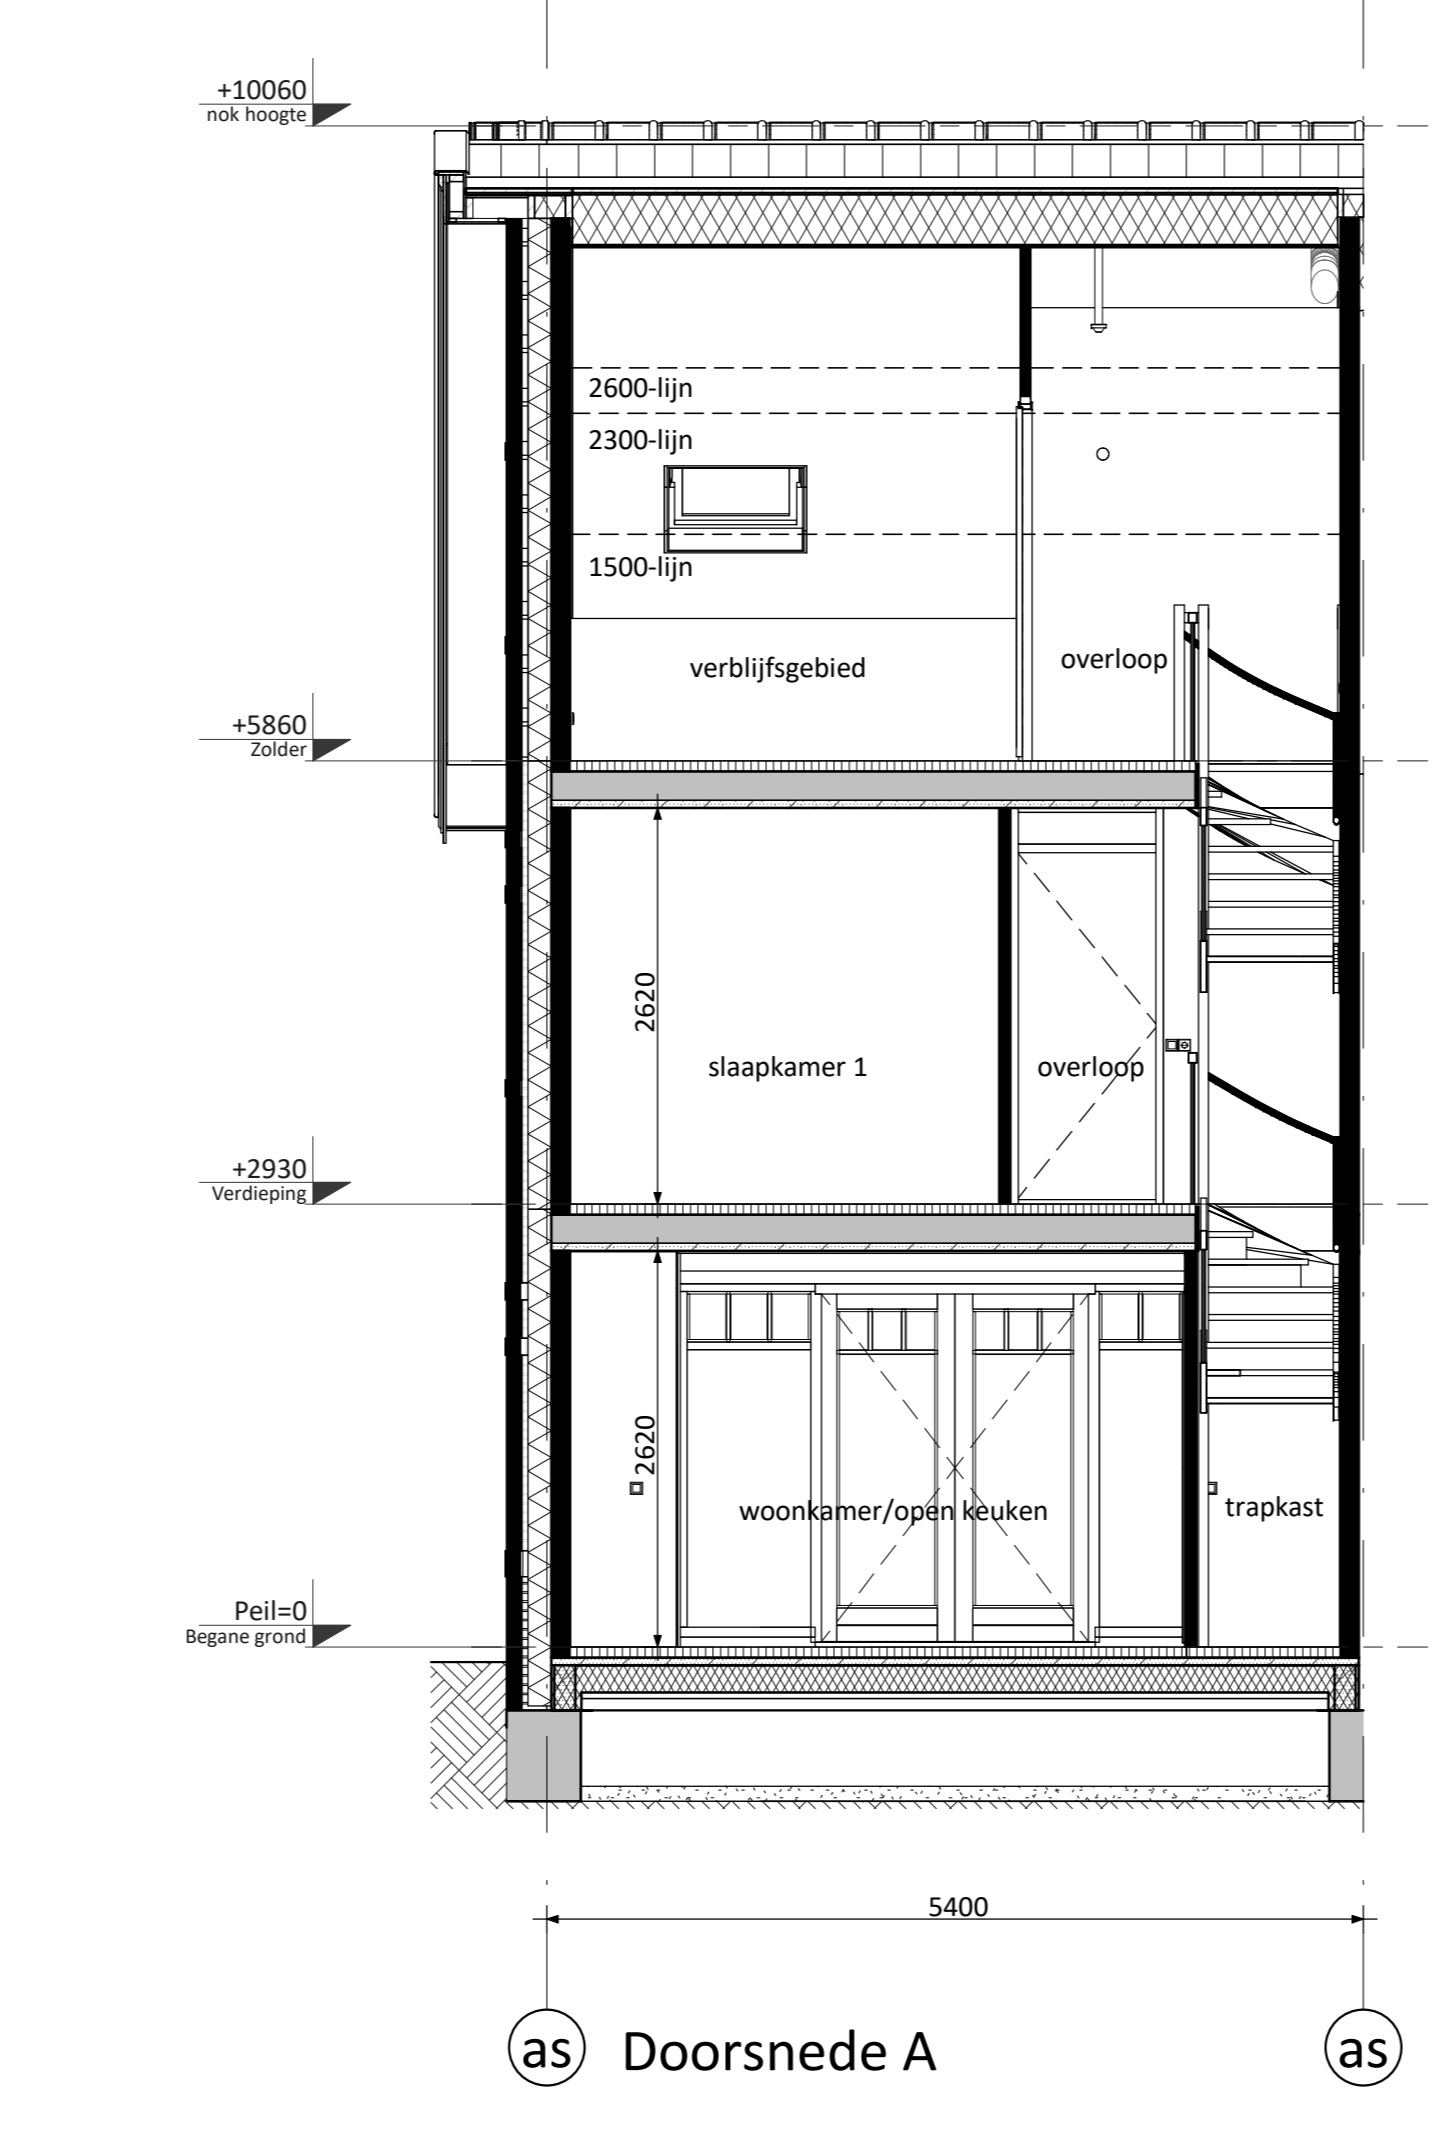 +10060
nok hoogte
2600-lijn
2300-lijn
1500-lijn
verblijfsgebied
overloop
+5860
Zolder
2620
slaapkamer 1
overloop
+2930
Verdieping
2620
woonkamer/open keuken
trapkast
Peil=0
Begane grond
5400
as
Doorsnede A
as